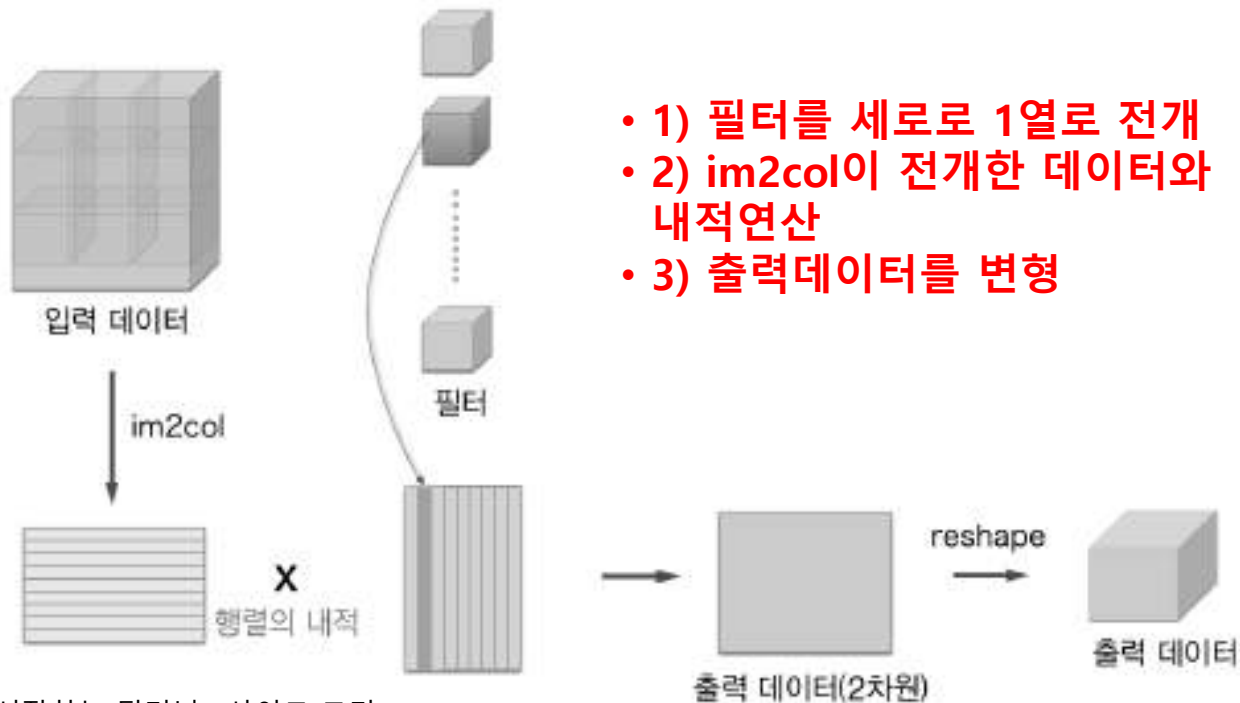 • 1) 필터를 세로로 1열로 전개
• 2) im2col이 전개한 데이터와
내적연산
• 3) 출력데이터를 변형
입력 데이터
필터
im2col
X
행렬의 내적
reshape
출력 데이터(2차원)
출력 데이터